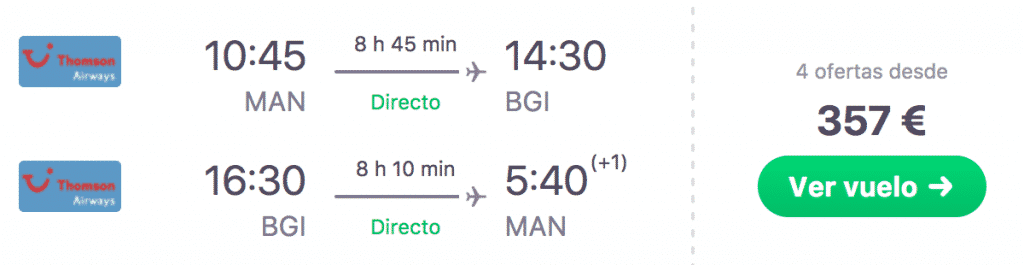 Thomson
Airways
10:45
8 h 45 min
14:30
MAN
Directo
BGI
Thomson
Airways
16:30
8 h 10 min
5:40(+1)
BGI
Directo
MAN
4 ofertas desde
357 €
Ver vuelo →